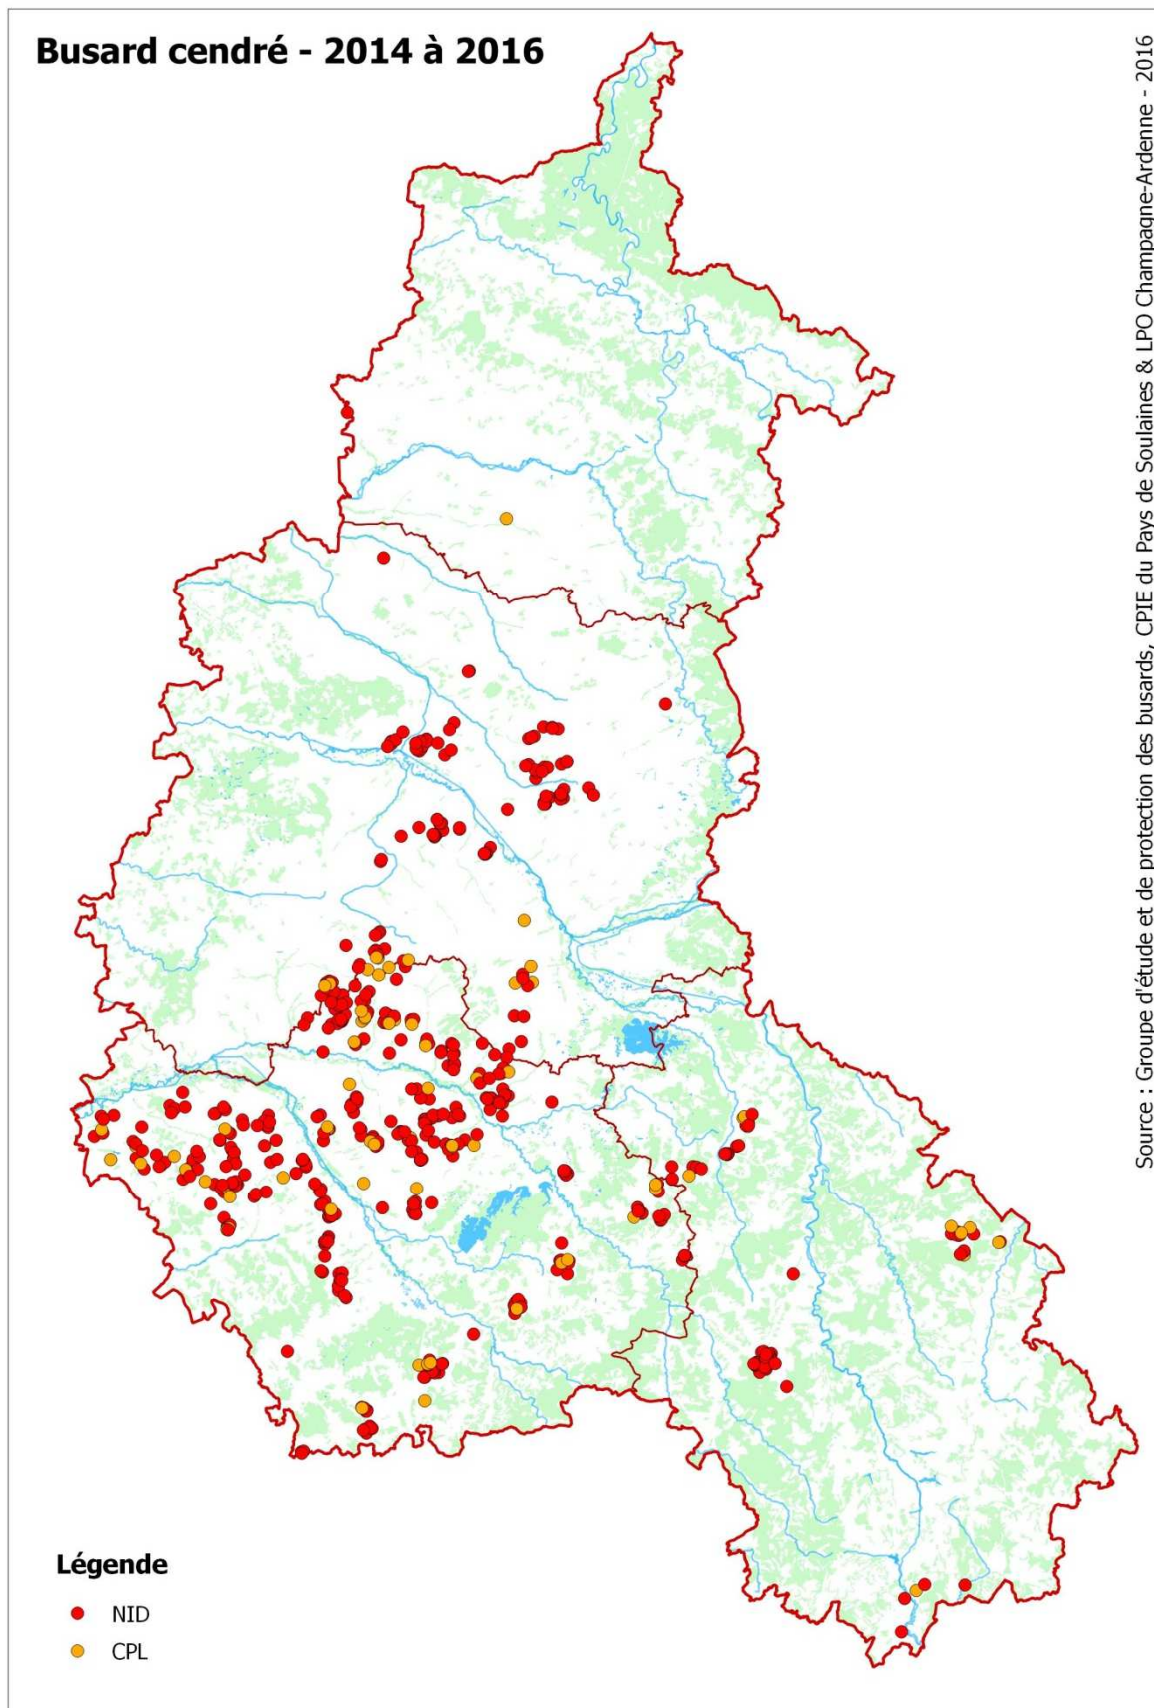 Busard cendré - 2014 à 2016
Source : Groupe d'étude et de protection des busards, CPIE du Pays de Soulaines & LPO Champagne-Ardenne - 2016
Légende
NID
CPL